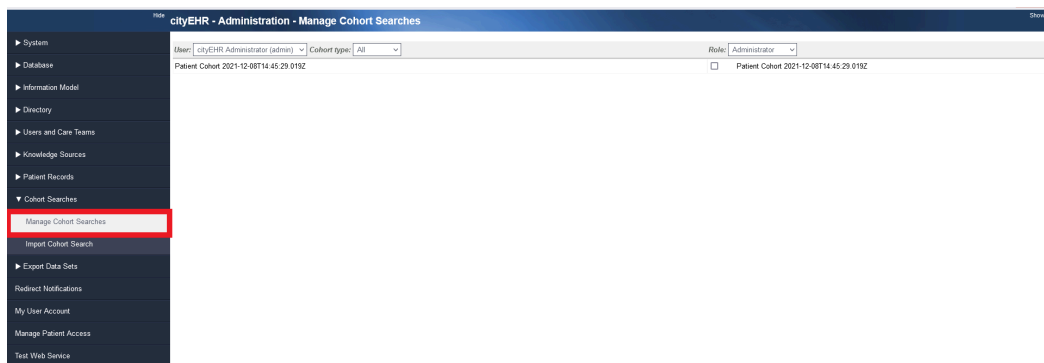 Hide
cityEHR - Administration - Manage Cohort Searches
Show
▶ System
▶ Database
▶ Information Model
▶ Directory
▶ Users and Care Teams
▶ Knowledge Sources
▶ Patient Records
▼ Cohort Searches
Manage Cohort Searches
Import Cohort Search
▶ Export Data Sets
Redirect Notifications
My User Account
Manage Patient Access
Test Web Service
User: cityEHR Administrator (admin) Cohort type: All Role: Administrator
Patient Cohort 2021-12-08T14:45:29.019Z Patient Cohort 2021-12-08T14:45:29.019Z